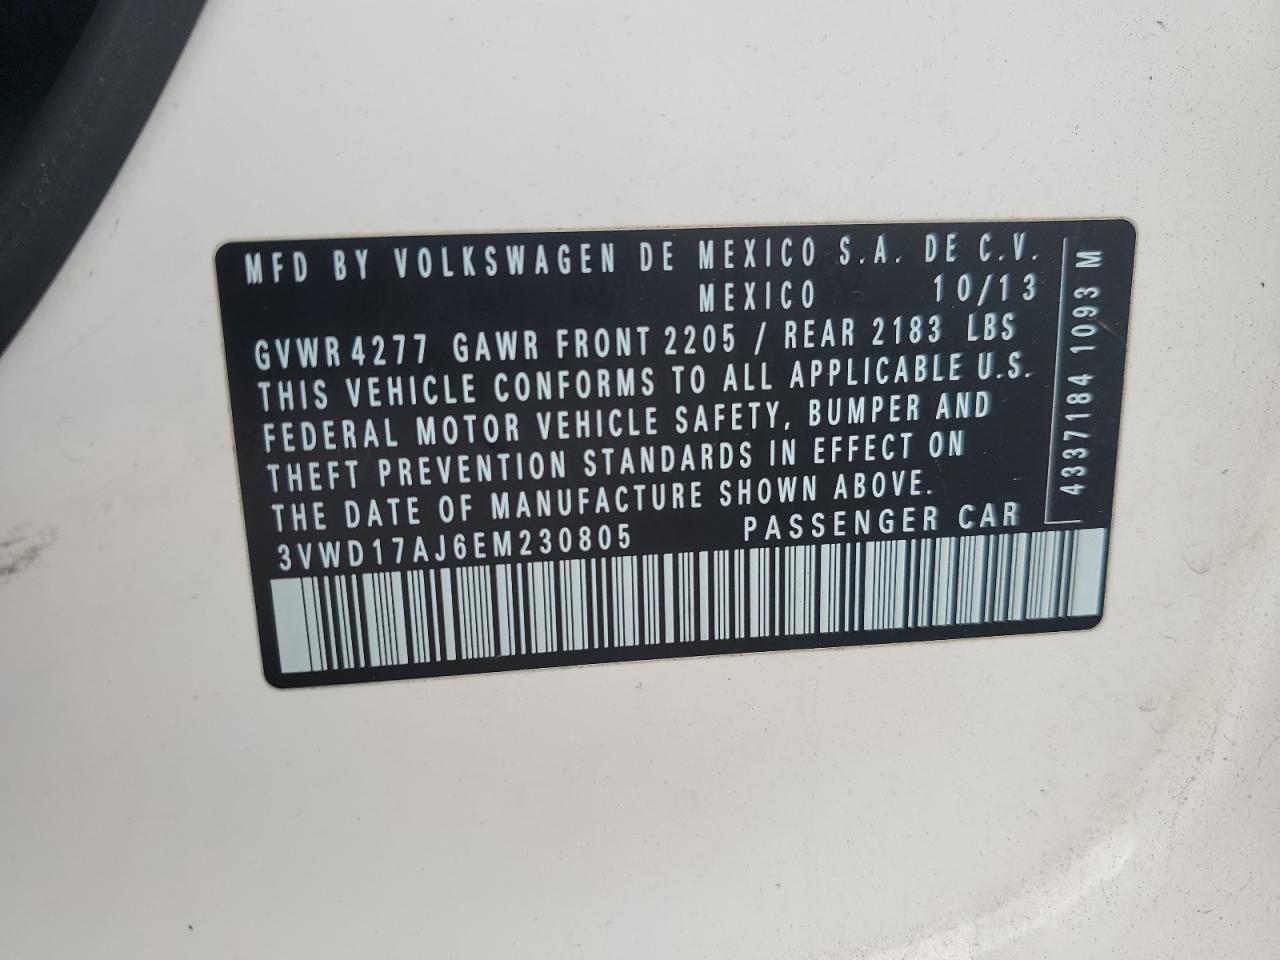 MFD BY VOLKSWAGEN DE MEXICO S.A. DE C.V.
MEXICO 10/13
GVWR 4277 GAWR FRONT 2205 / REAR 2183 LBS
THIS VEHICLE CONFORMS TO ALL APPLICABLE U.S.
FEDERAL MOTOR VEHICLE SAFETY, BUMPER AND
THEFT PREVENTION STANDARDS IN EFFECT ON
THE DATE OF MANUFACTURE SHOWN ABOVE.
3VWD17AJ6EM230805 PASSENGER CAR
4337184 1093 M